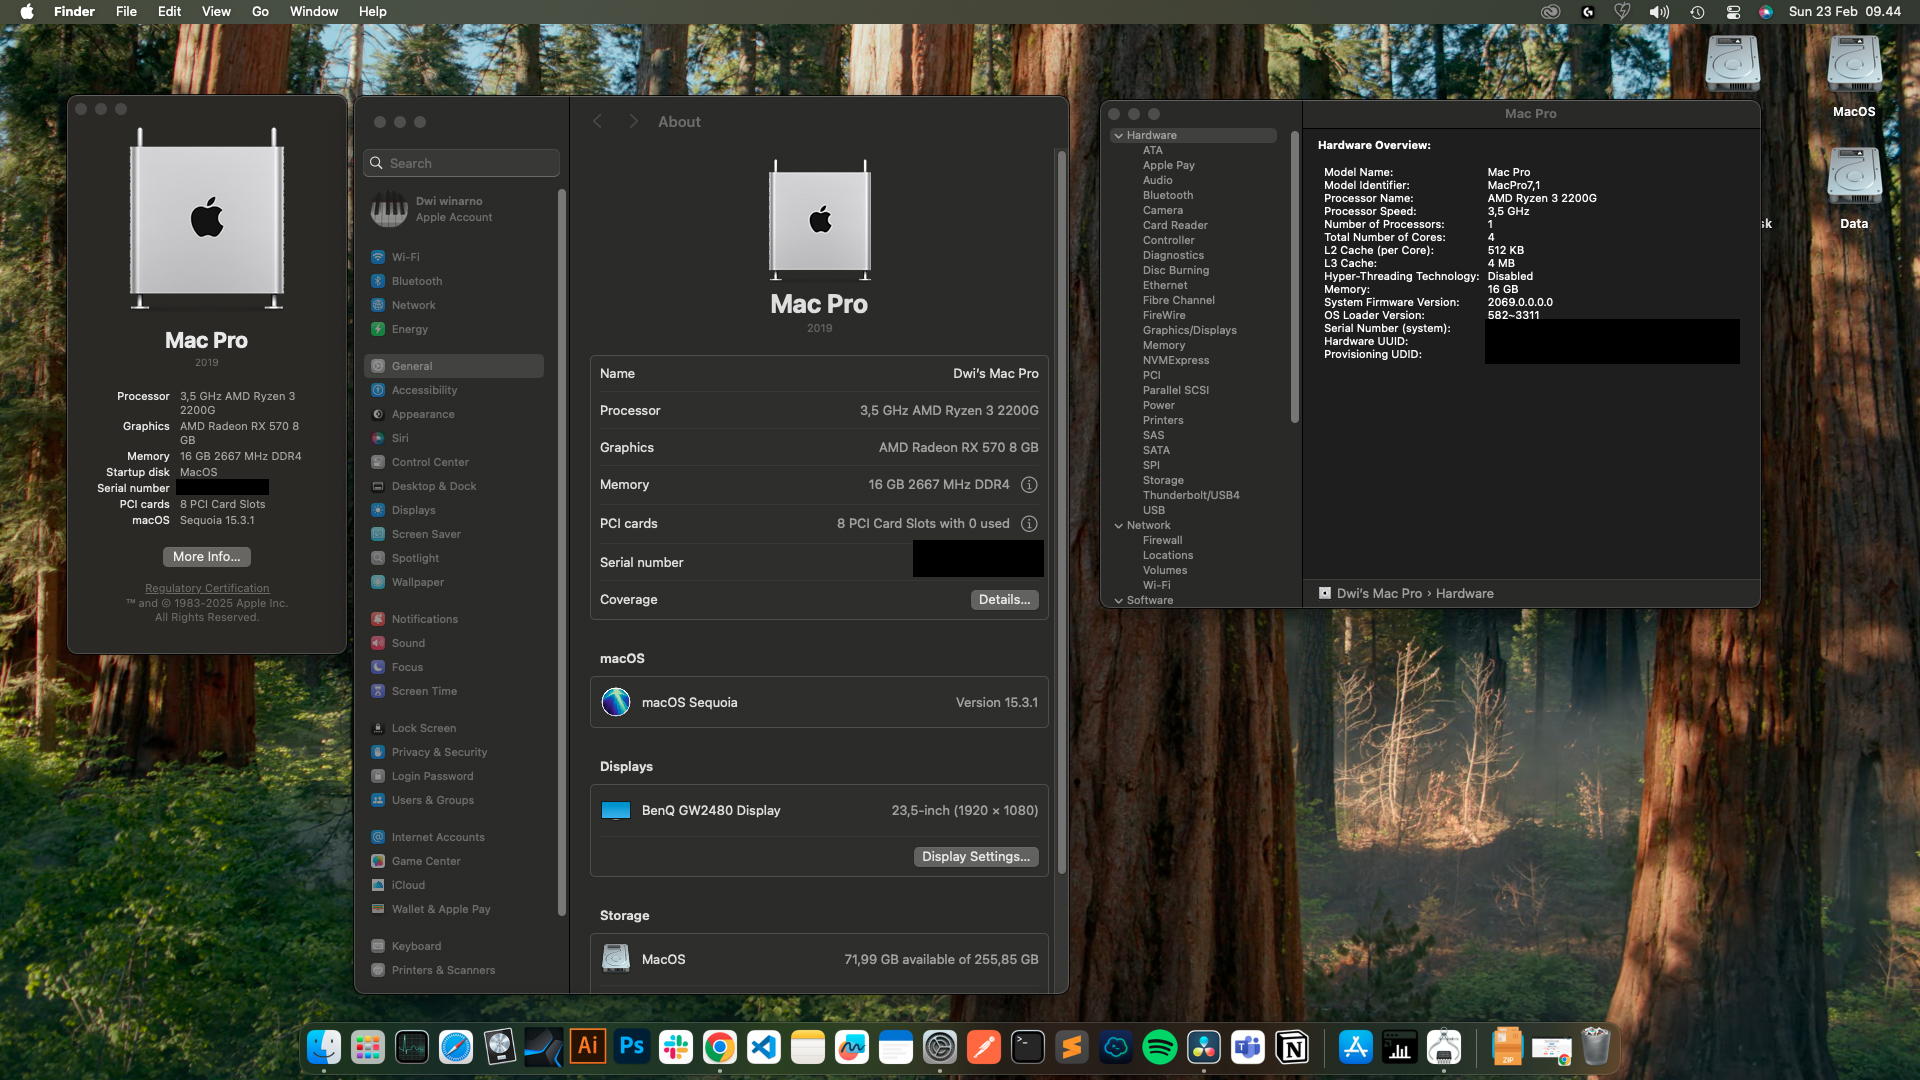 Finder File Edit View Go Window Help
Sun 23 Feb 09.44
MacOS
sk
Data
Mac Pro
2019
Processor 3,5 GHz AMD Ryzen 3
2200G
Graphics AMD Radeon RX 570 8
GB
Memory 16 GB 2667 MHz DDR4
Startup disk MacOS
Serial number
PCI cards 8 PCI Card Slots
macOS Sequoia 15.3.1
More Info...
Regulatory Certification
™ and © 1983-2025 Apple Inc.
All Rights Reserved.
Search
Dwi winarno
Apple Account
Wi-Fi
Bluetooth
Network
Energy
General
Accessibility
Appearance
Siri
Control Center
Desktop & Dock
Displays
Screen Saver
Spotlight
Wallpaper
Notifications
Sound
Focus
Screen Time
Lock Screen
Privacy & Security
Login Password
Users & Groups
Internet Accounts
Game Center
iCloud
Wallet & Apple Pay
Keyboard
Printers & Scanners
About
Mac Pro
2019
Name Dwi's Mac Pro
Processor 3,5 GHz AMD Ryzen 3 2200G
Graphics AMD Radeon RX 570 8 GB
Memory 16 GB 2667 MHz DDR4
PCI cards 8 PCI Card Slots with 0 used
Serial number
Coverage Details...
macOS
macOS Sequoia Version 15.3.1
Displays
BenQ GW2480 Display 23,5-inch (1920 × 1080)
Display Settings...
Storage
MacOS 71,99 GB available of 255,85 GB
Mac Pro
Hardware
ATA
Apple Pay
Audio
Bluetooth
Camera
Card Reader
Controller
Diagnostics
Disc Burning
Ethernet
Fibre Channel
FireWire
Graphics/Displays
Memory
NVMExpress
PCI
Parallel SCSI
Power
Printers
SAS
SATA
SPI
Storage
Thunderbolt/USB4
USB
Network
Firewall
Locations
Volumes
Wi-Fi
Software
Hardware Overview:
Model Name: Mac Pro
Model Identifier: MacPro7,1
Processor Name: AMD Ryzen 3 2200G
Processor Speed: 3,5 GHz
Number of Processors: 1
Total Number of Cores: 4
L2 Cache (per Core): 512 KB
L3 Cache: 4 MB
Hyper-Threading Technology: Disabled
Memory: 16 GB
System Firmware Version: 2069.0.0.0.0
OS Loader Version: 582~3311
Serial Number (system):
Hardware UUID:
Provisioning UDID:
Dwi's Mac Pro › Hardware
Ai Ps
ZIP